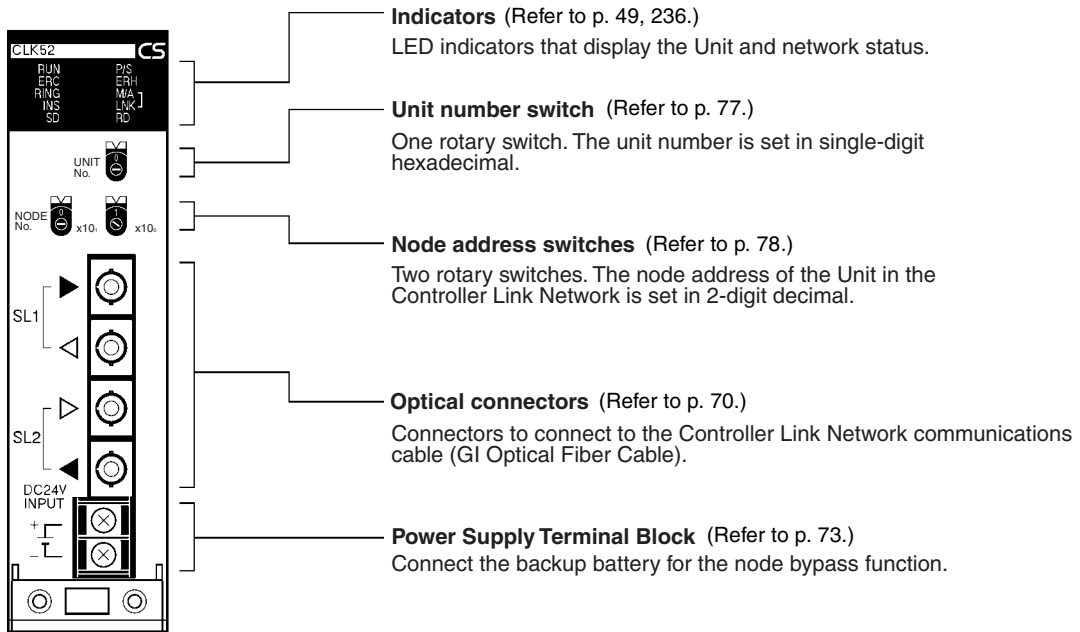 Indicators (Refer to p. 49, 236.)
LED indicators that display the Unit and network status.
CLK52 CS
RUN P/S
ERC ERH
RING M/A
INS LNK
SD RD
Unit number switch (Refer to p. 77.)
One rotary switch. The unit number is set in single-digit
hexadecimal.
UNIT
No.
0
Node address switches (Refer to p. 78.)
Two rotary switches. The node address of the Unit in the
Controller Link Network is set in 2-digit decimal.
NODE
No.
0 x10₁ 1 x10₀
SL1
SL2
Optical connectors (Refer to p. 70.)
Connectors to connect to the Controller Link Network communications
cable (GI Optical Fiber Cable).
DC24V
INPUT
+
−
Power Supply Terminal Block (Refer to p. 73.)
Connect the backup battery for the node bypass function.